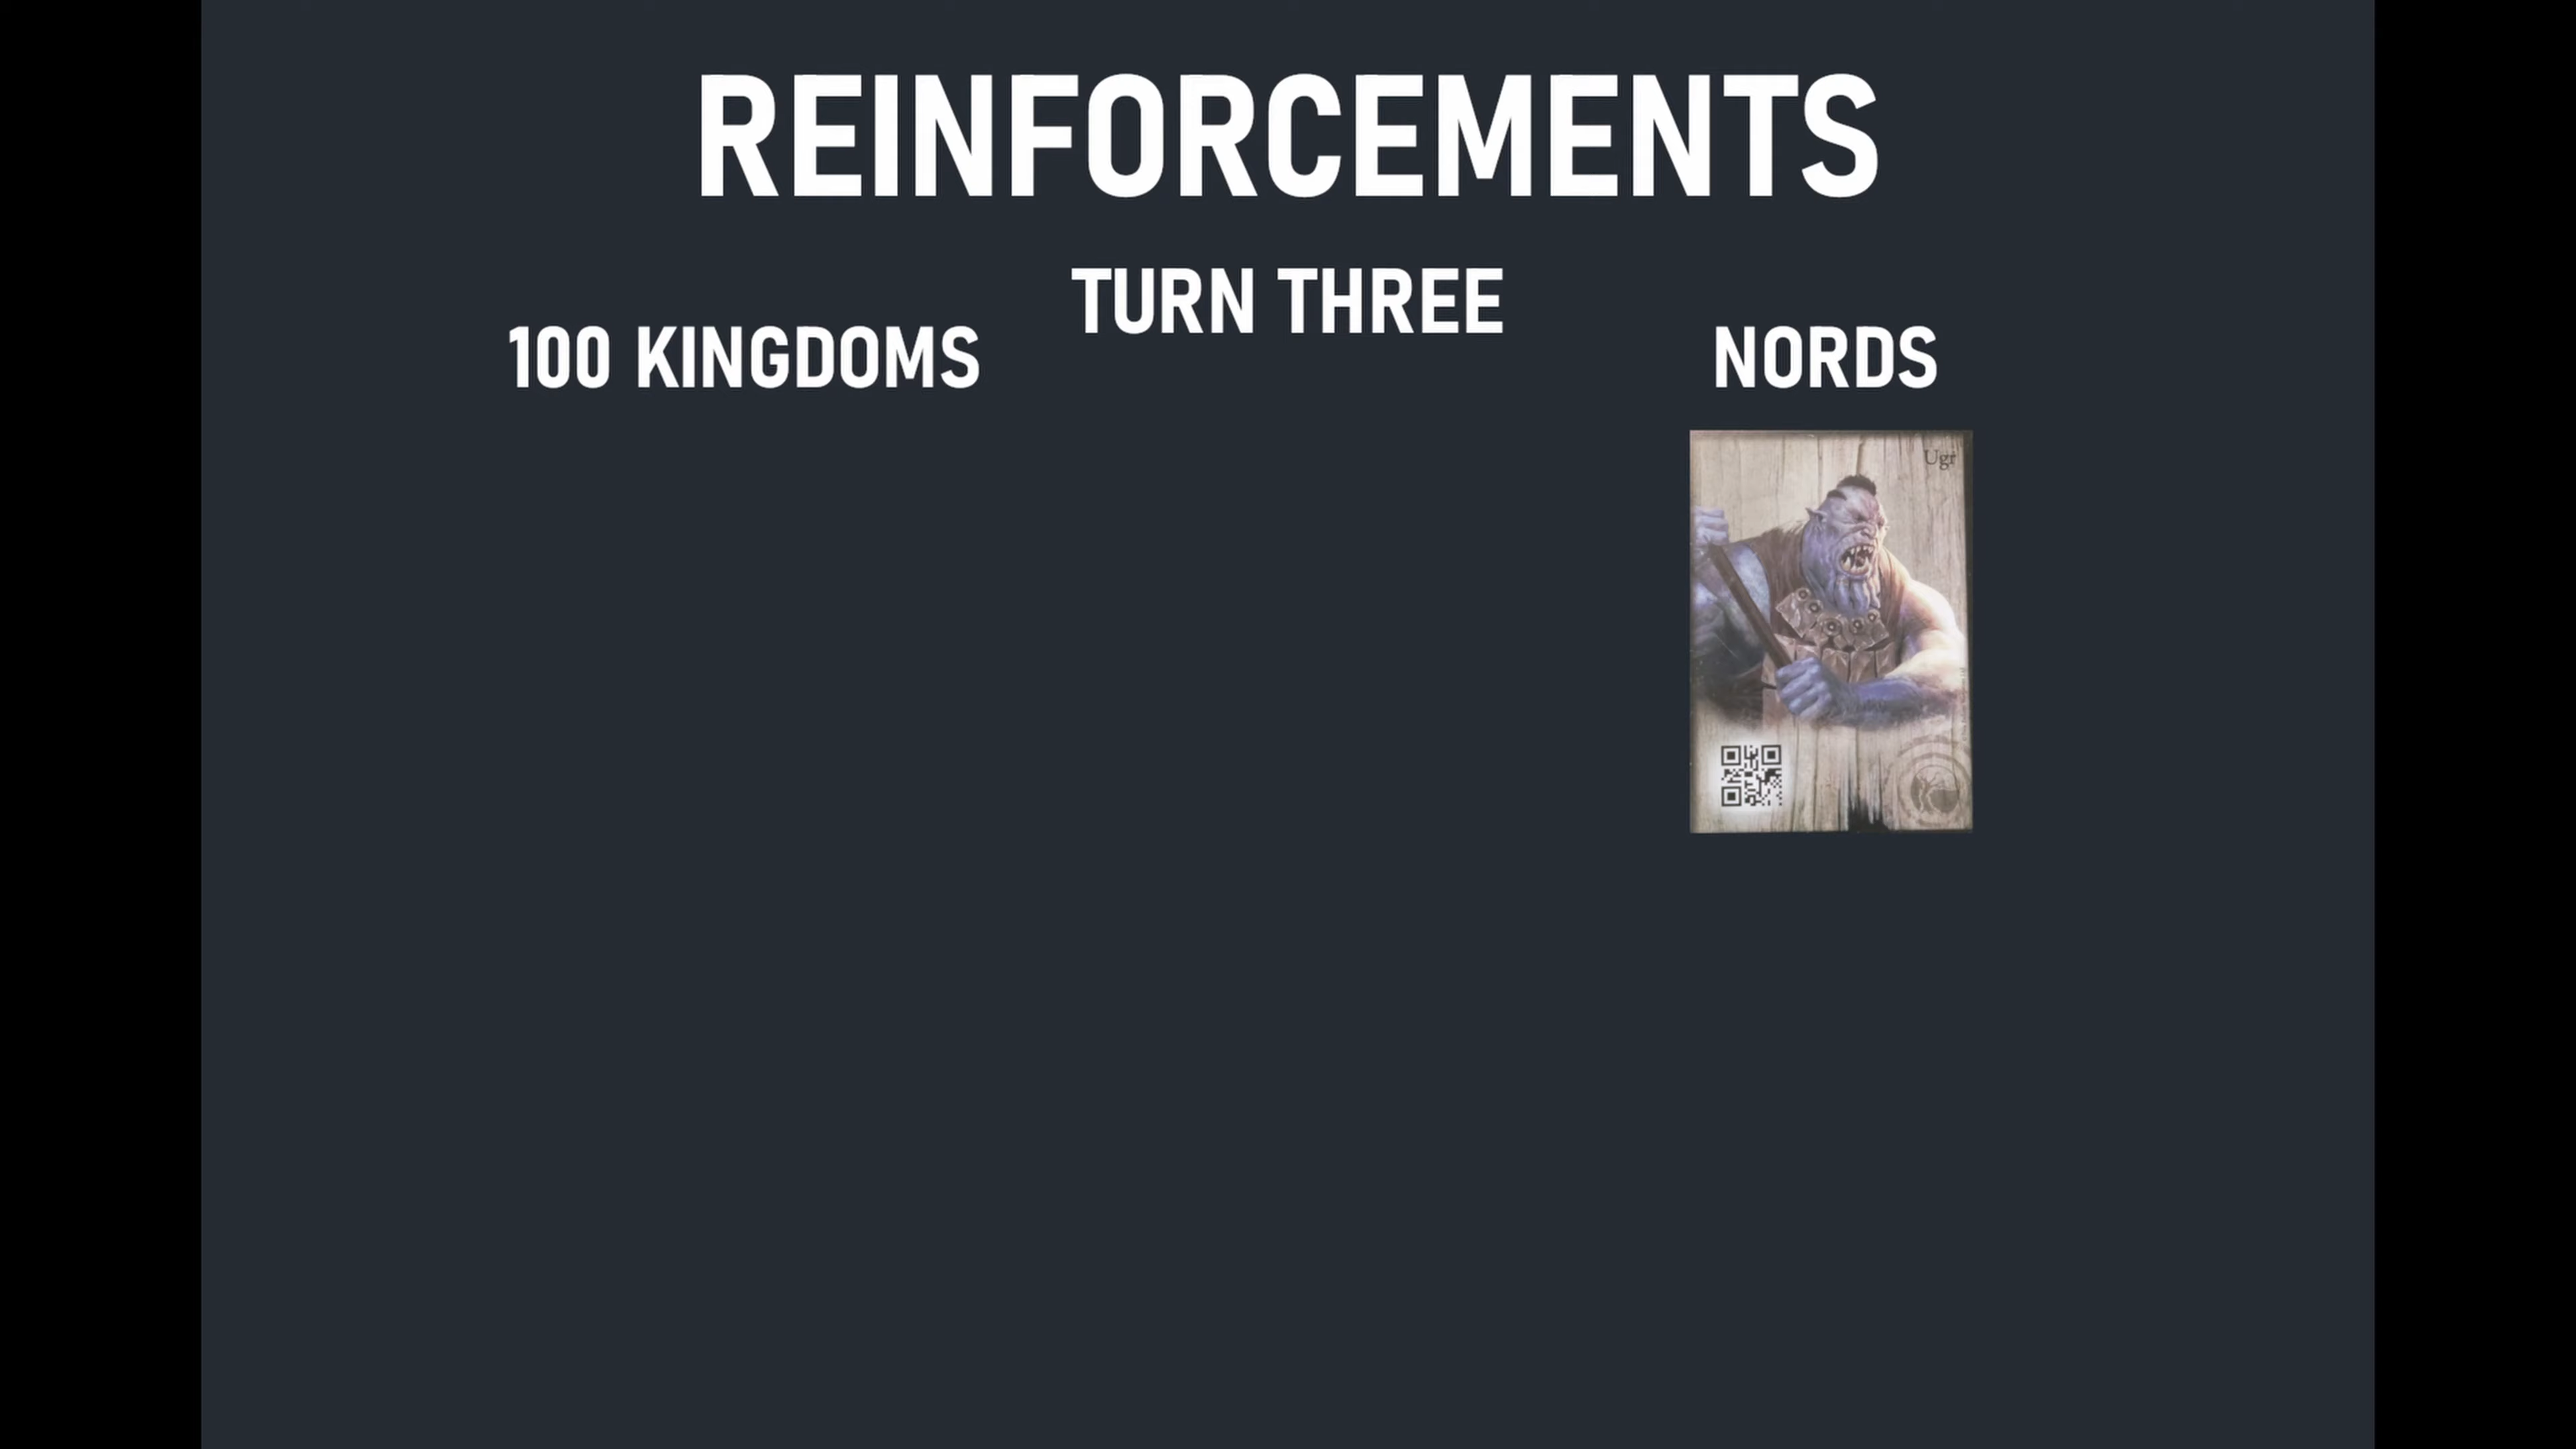 REINFORCEMENTS
TURN THREE
100 KINGDOMS
NORDS
Ugr